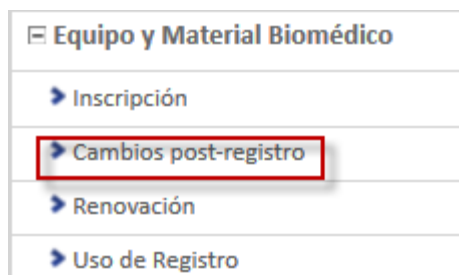 Equipo y Material Biomédico
Inscripción
Cambios post-registro
Renovación
Uso de Registro